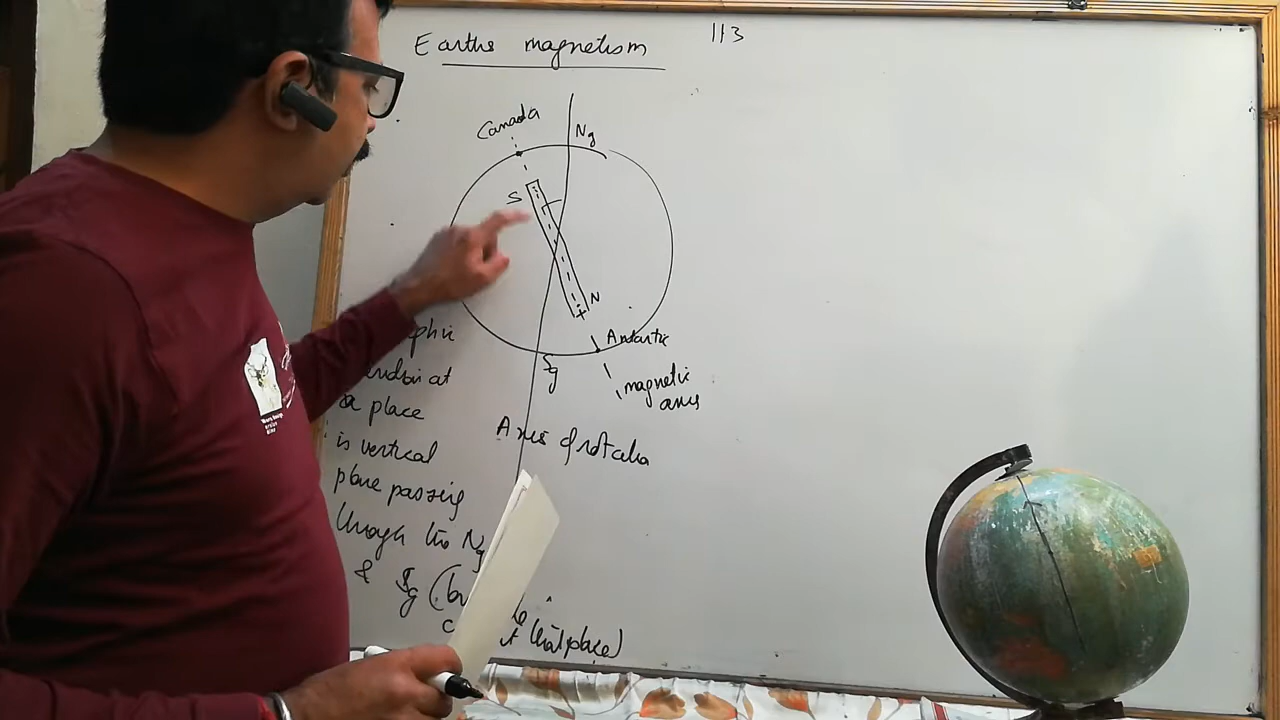 Earths magnetism
113
Canada
Ng
S
N
Antartic
Sg
magnetic
axis
Axis of rotation
phic
at
a place
is vertical
plane passing
through the Ng
& Sg
that place)